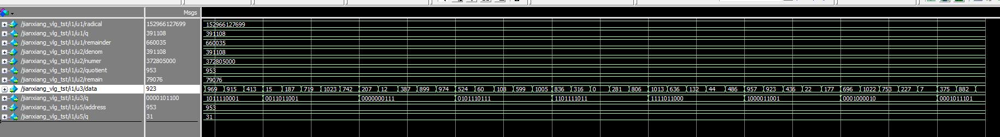 Msgs
/jianxiang_vlg_tst/i1/u1/radical 152966127699 152966127699
/jianxiang_vlg_tst/i1/u1/q 391108 391108
/jianxiang_vlg_tst/i1/u1/remainder 660035 660035
/jianxiang_vlg_tst/i1/u2/denom 391108 391108
/jianxiang_vlg_tst/i1/u2/numer 372805000 372805000
/jianxiang_vlg_tst/i1/u2/quotient 953 953
/jianxiang_vlg_tst/i1/u2/remain 79076 79076
/jianxiang_vlg_tst/i1/u3/data 923 969 915 413 15 187 719 1023 742 207 12 387 899 974 524 60 108 599 1005 836 316 0 281 806 1013 636 132 44 486 957 923 436 22 177 696 1022 753 227 7 375 882
/jianxiang_vlg_tst/i1/u3/q 0000101100 1011110001 0011011001 0000000111 0101110111 1101111011 1111011000 1000011001 0001000010 0001011101
/jianxiang_vlg_tst/i1/u5/address 953 953
/jianxiang_vlg_tst/i1/u5/q 31 31